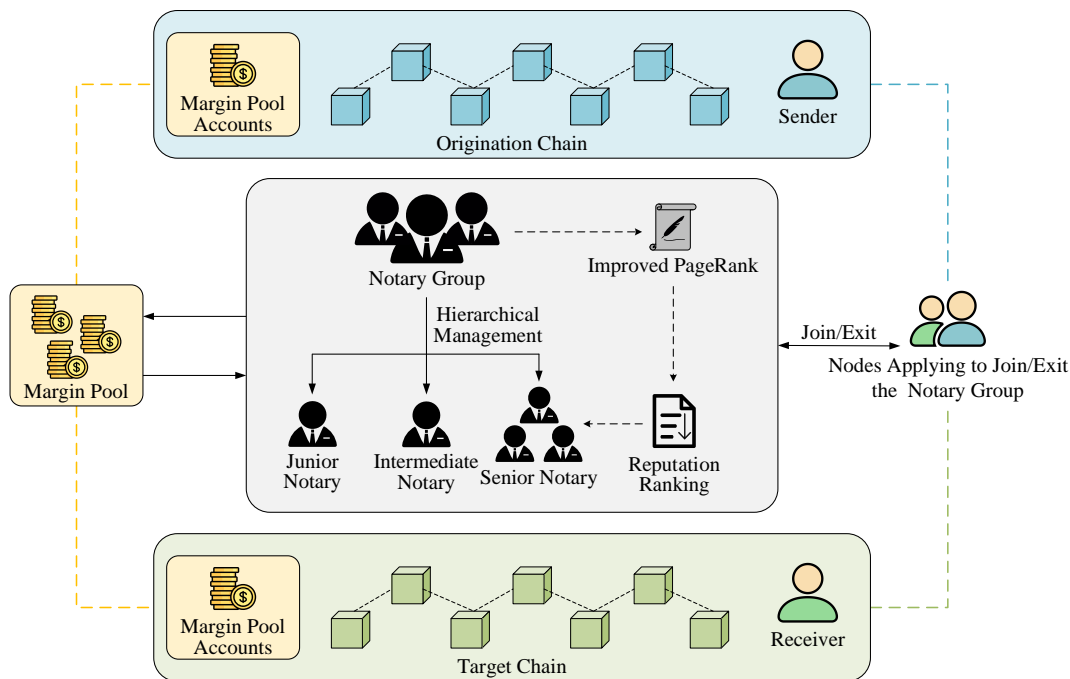 Margin Pool
Accounts
Origination Chain
Sender
Notary Group
Improved PageRank
Hierarchical
Management
Margin Pool
Join/Exit
Nodes Applying to Join/Exit
the Notary Group
Junior
Notary
Intermediate
Notary
Senior Notary
Reputation
Ranking
Margin Pool
Accounts
Target Chain
Receiver